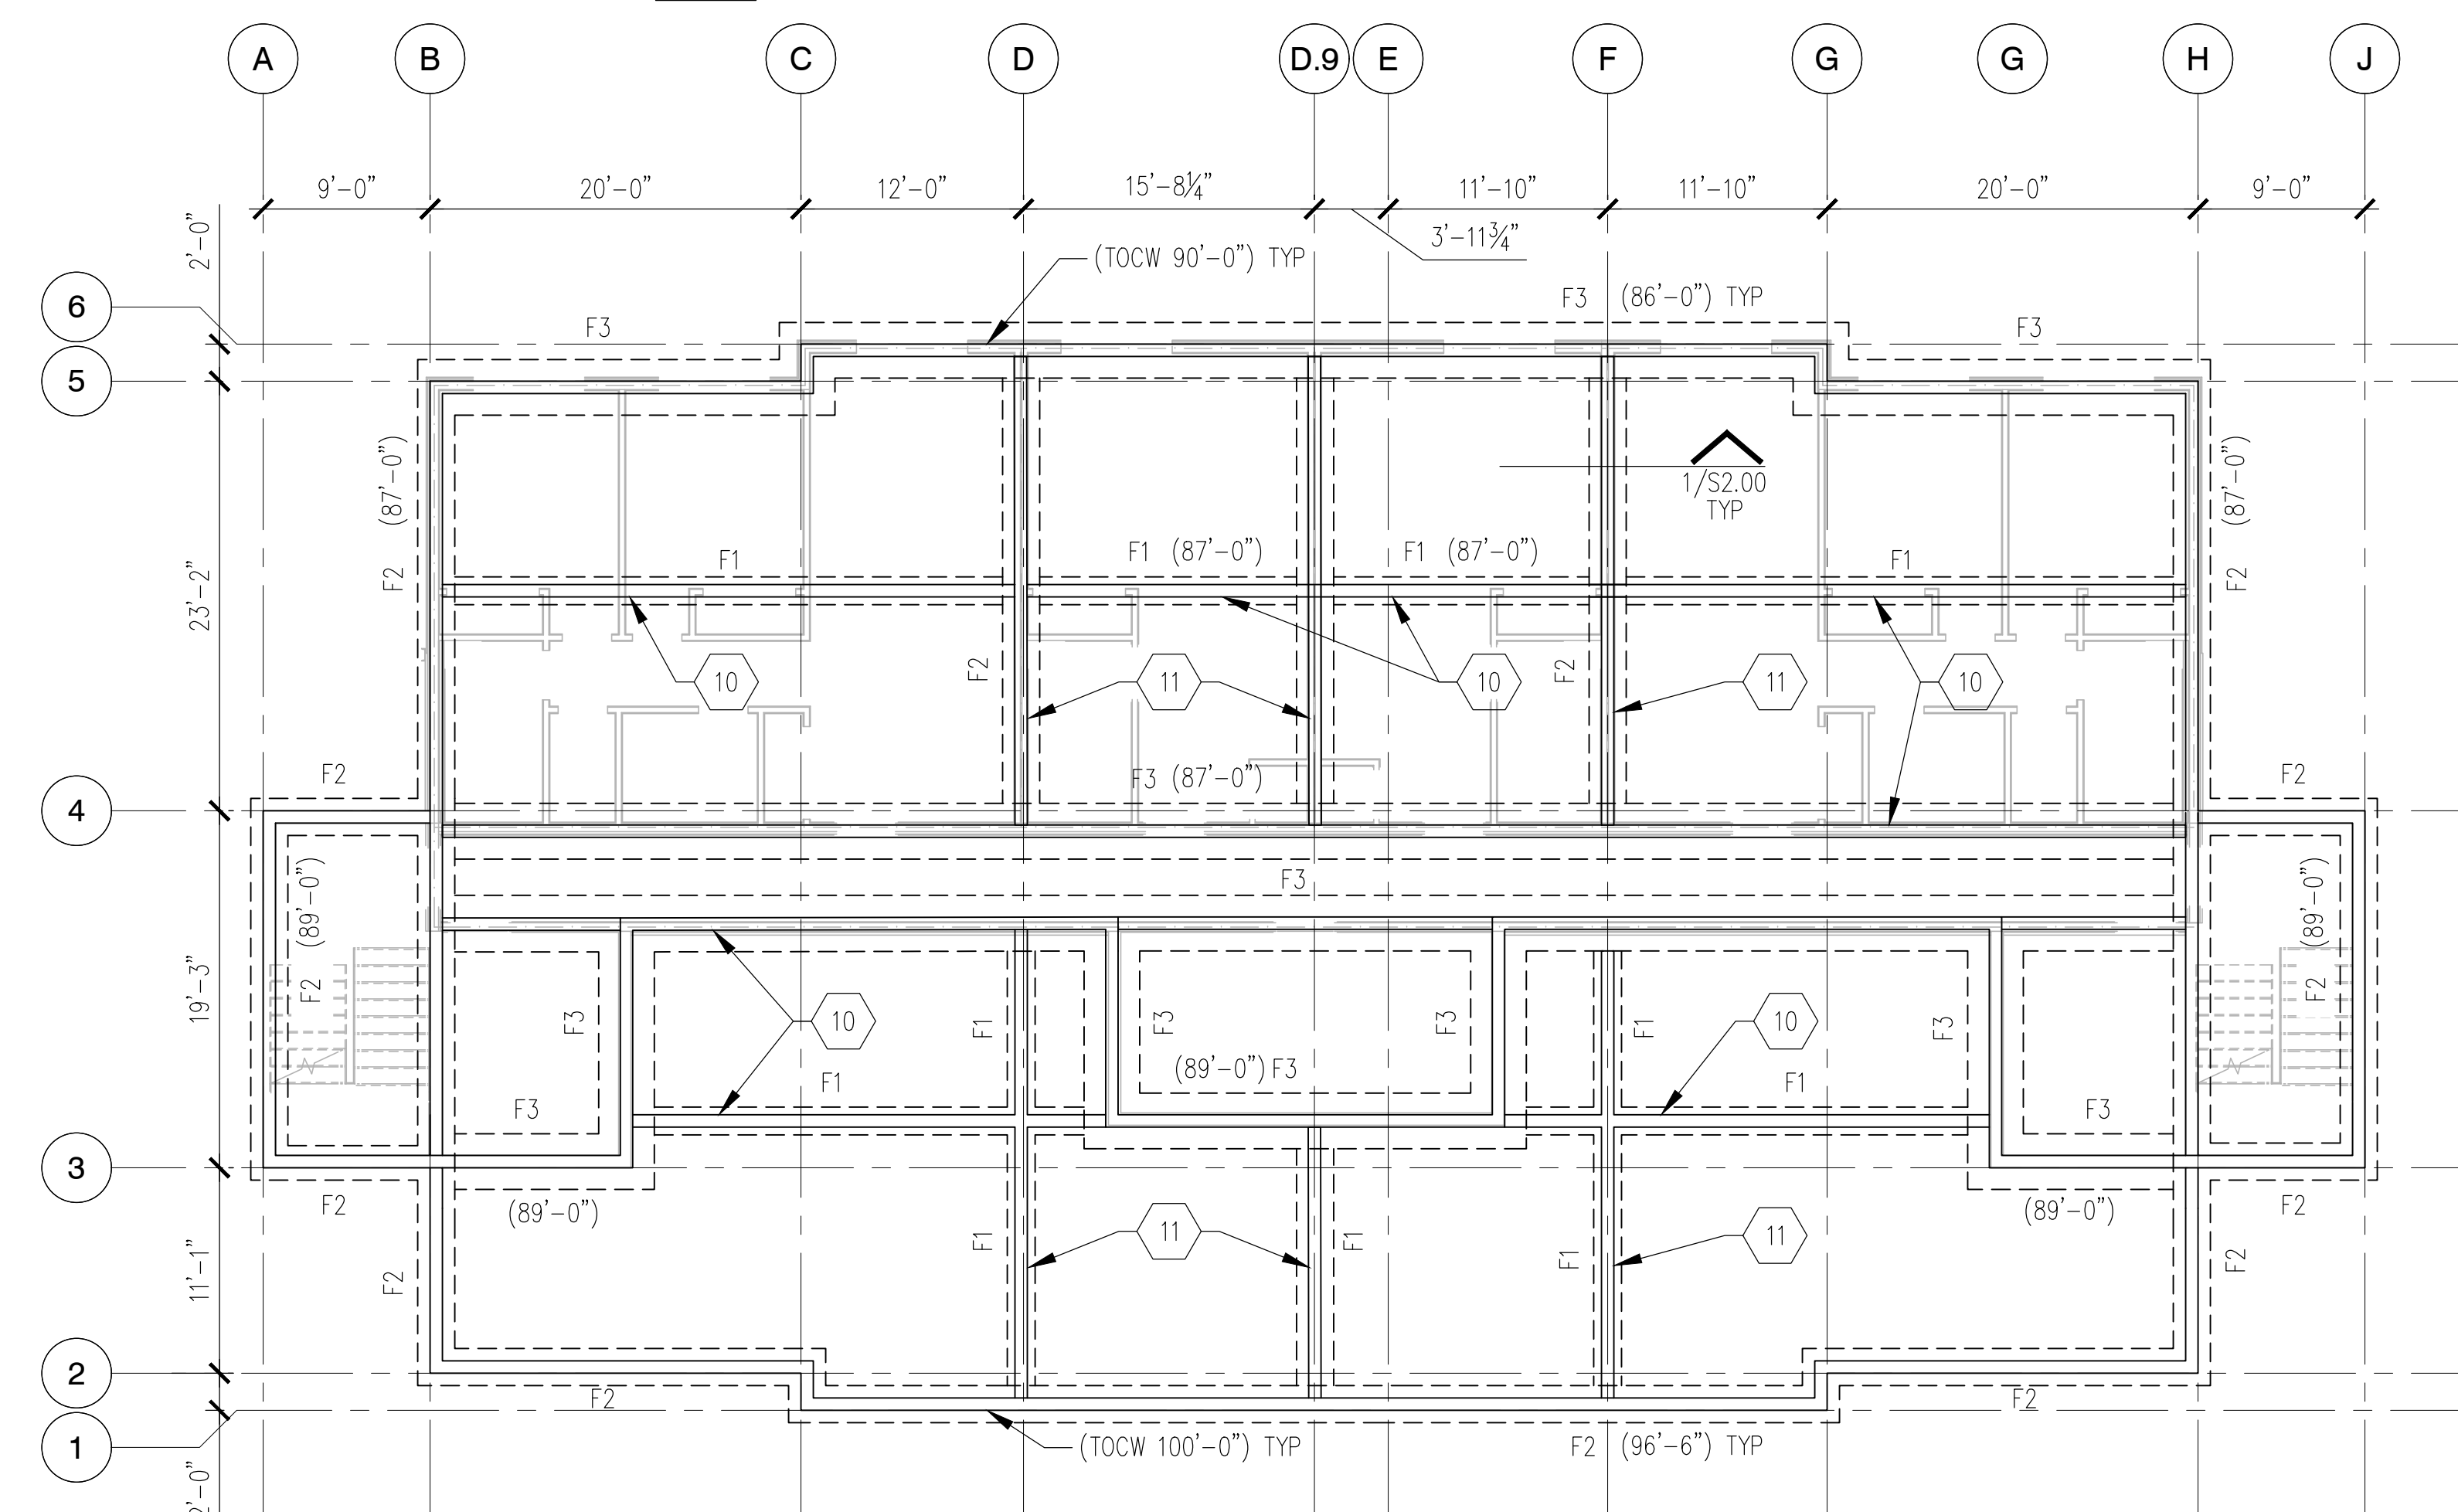 A B C D D.9 E F G G H J
9'-0" 20'-0" 12'-0" 15'-8¼" 11'-10" 11'-10" 20'-0" 9'-0"
3'-11¾"
2'-0"
(TOCW 90'-0") TYP
6
F3 (86'-0") TYP
F3
F3
5
(87'-0")
(87'-0")
1/S2.00
TYP
F1 (87'-0")
F1 (87'-0")
F1
F1
F2
F2
23'-2"
F2
F2
10
11
10
11
10
F2
F3 (87'-0")
F2
4
(89'-0")
F3
(89'-0")
F2
F3
10
F1
F3
F3
F1
10
F3
F2
19'-3"
(89'-0") F3
F1
F1
F3
F3
3
F2
(89'-0")
(89'-0")
F2
F2
11'-1"
F1
11
F1
F1
11
F2
2
F2
F2
1
(TOCW 100'-0") TYP
F2 (96'-6") TYP
2'-0"